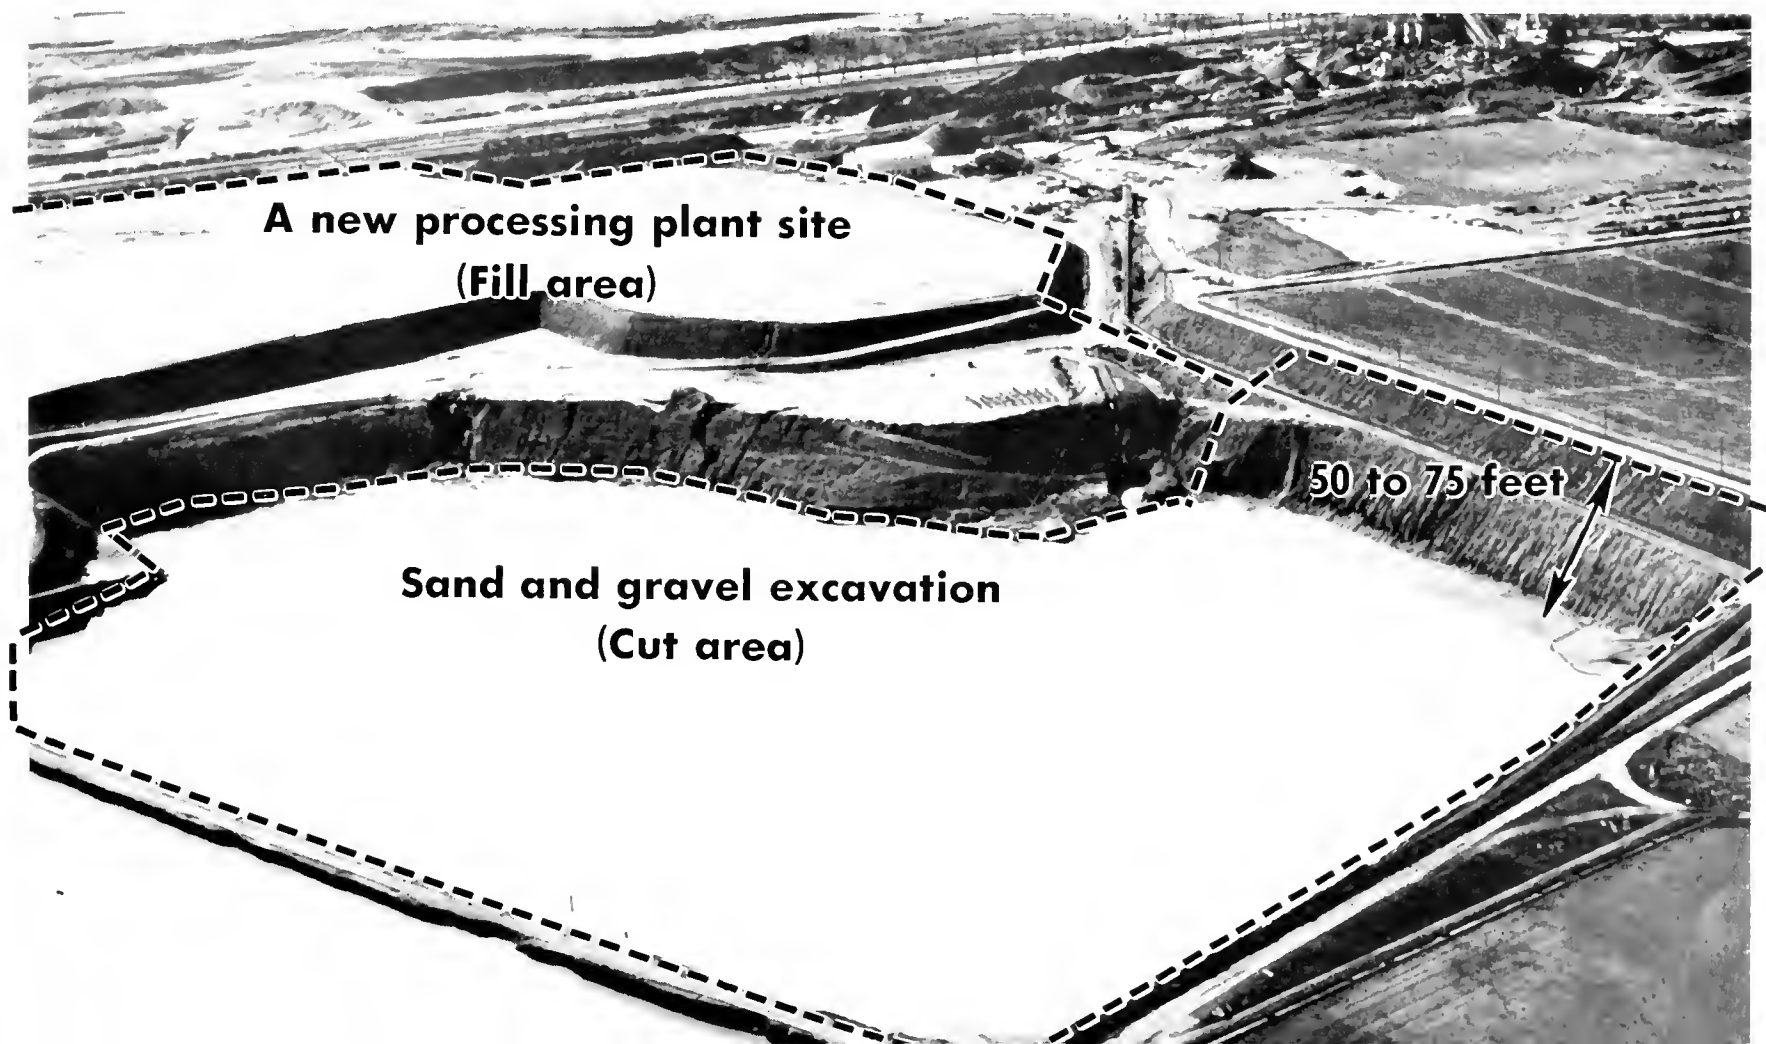 A new processing plant site
(Fill area)
50 to 75 feet
Sand and gravel excavation
(Cut area)